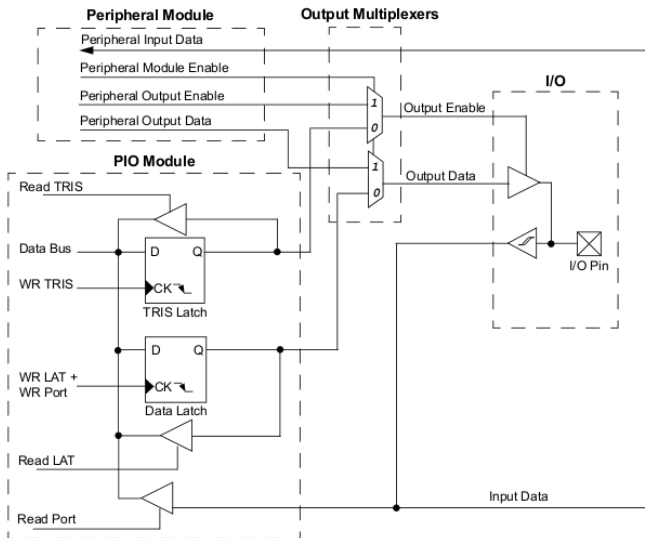 Peripheral Module
Output Multiplexers
Peripheral Input Data
Peripheral Module Enable
I/O
Peripheral Output Enable
1
Output Enable
Peripheral Output Data
0
PIO Module
1
Output Data
0
Read TRIS
Data Bus
D
Q
I/O Pin
WR TRIS
CK
TRIS Latch
D
Q
WR LAT +
WR Port
CK
Data Latch
Read LAT
Input Data
Read Port